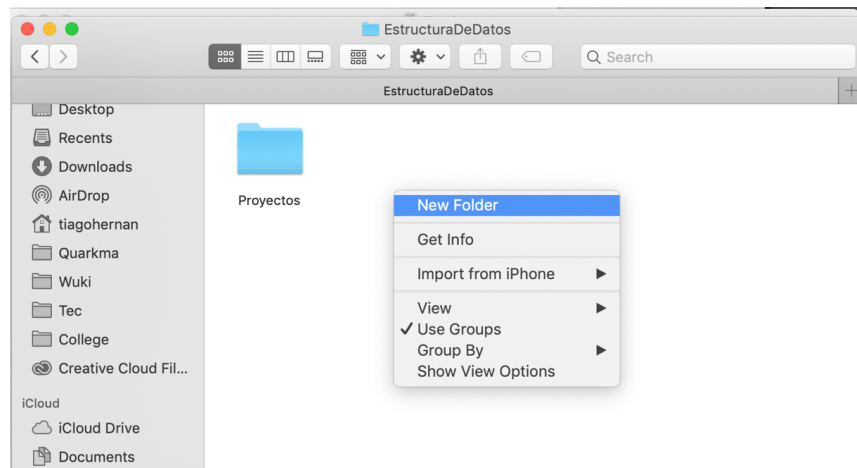 EstructuraDeDatos
Search
EstructuraDeDatos
Desktop
Recents
Downloads
AirDrop
tiagohernan
Quarkma
Wuki
Tec
College
Creative Cloud Fil...
iCloud
iCloud Drive
Documents
Proyectos
New Folder
Get Info
Import from iPhone
View
Use Groups
Group By
Show View Options